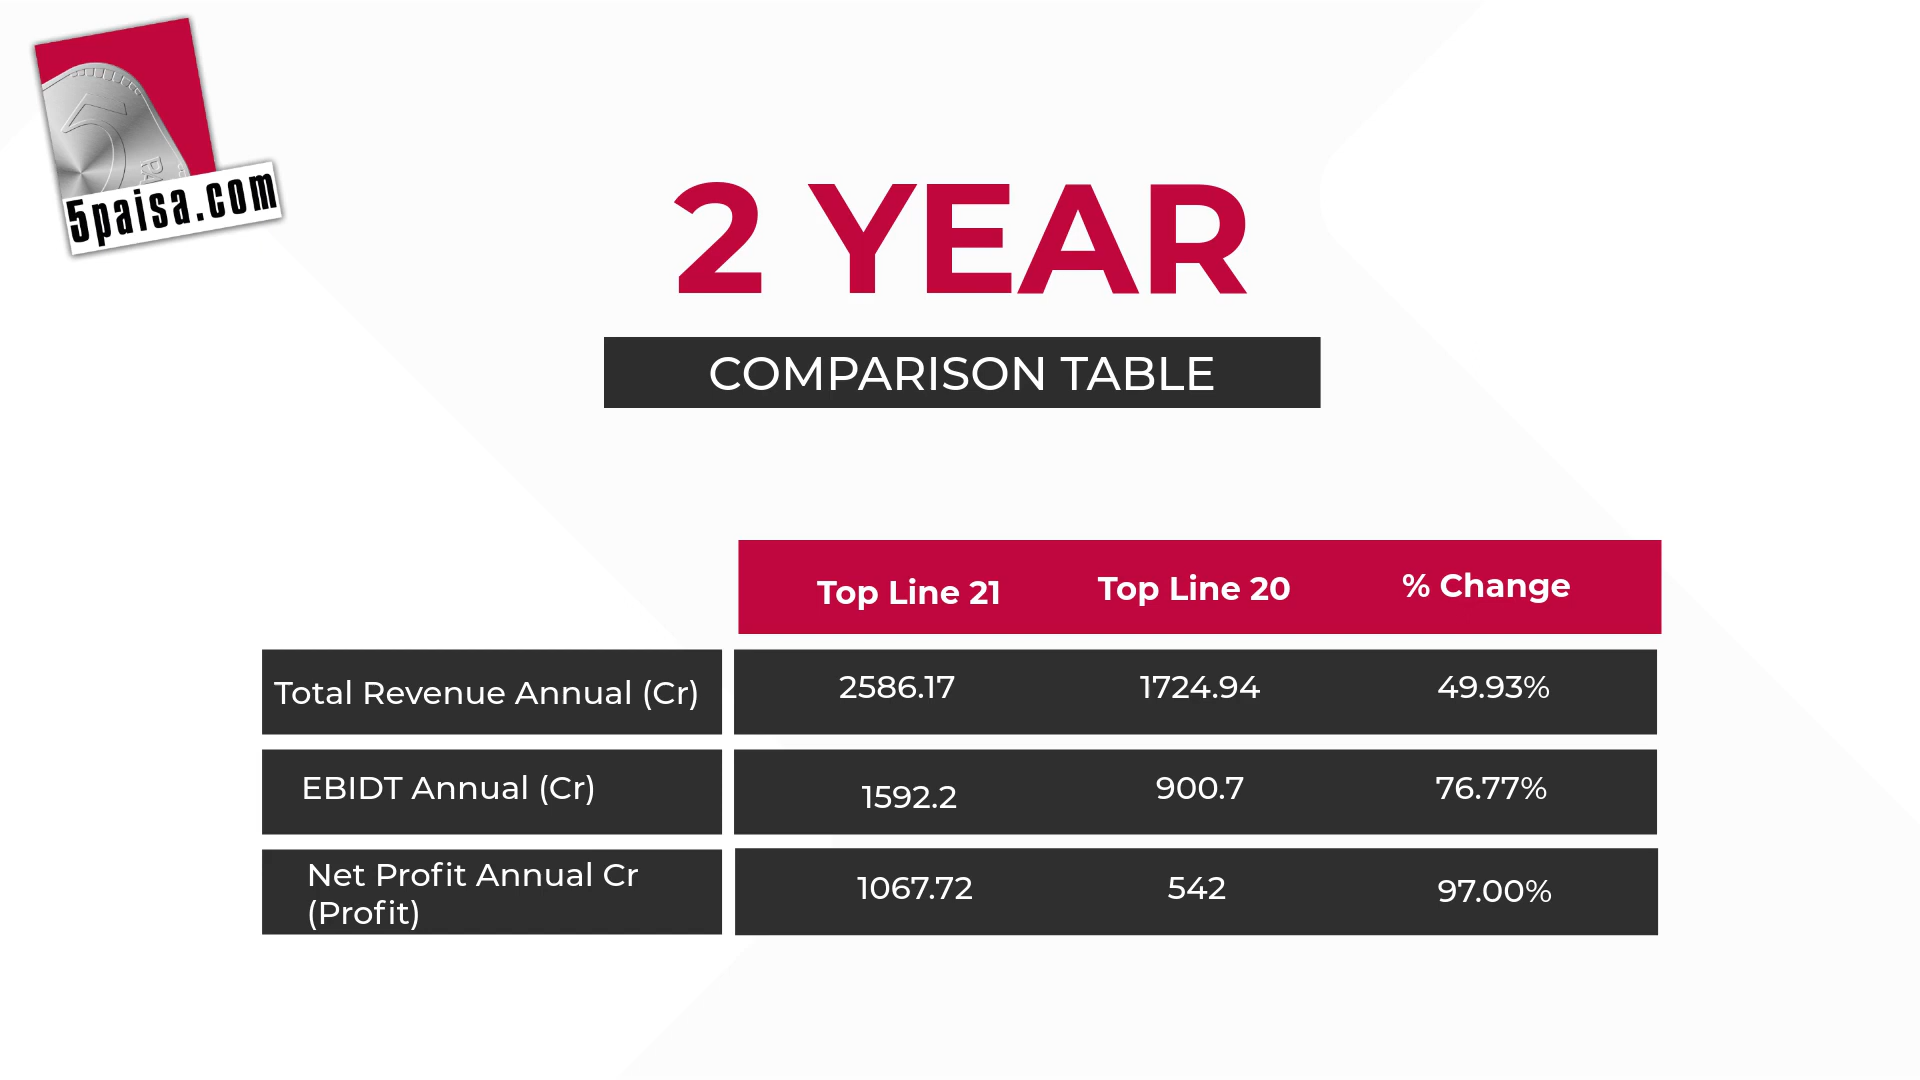 5paisa.com
2 YEAR
COMPARISON TABLE
Top Line 21 Top Line 20 % Change
Total Revenue Annual (Cr) 2586.17 1724.94 49.93%
EBIDT Annual (Cr) 1592.2 900.7 76.77%
Net Profit Annual Cr
(Profit) 1067.72 542 97.00%